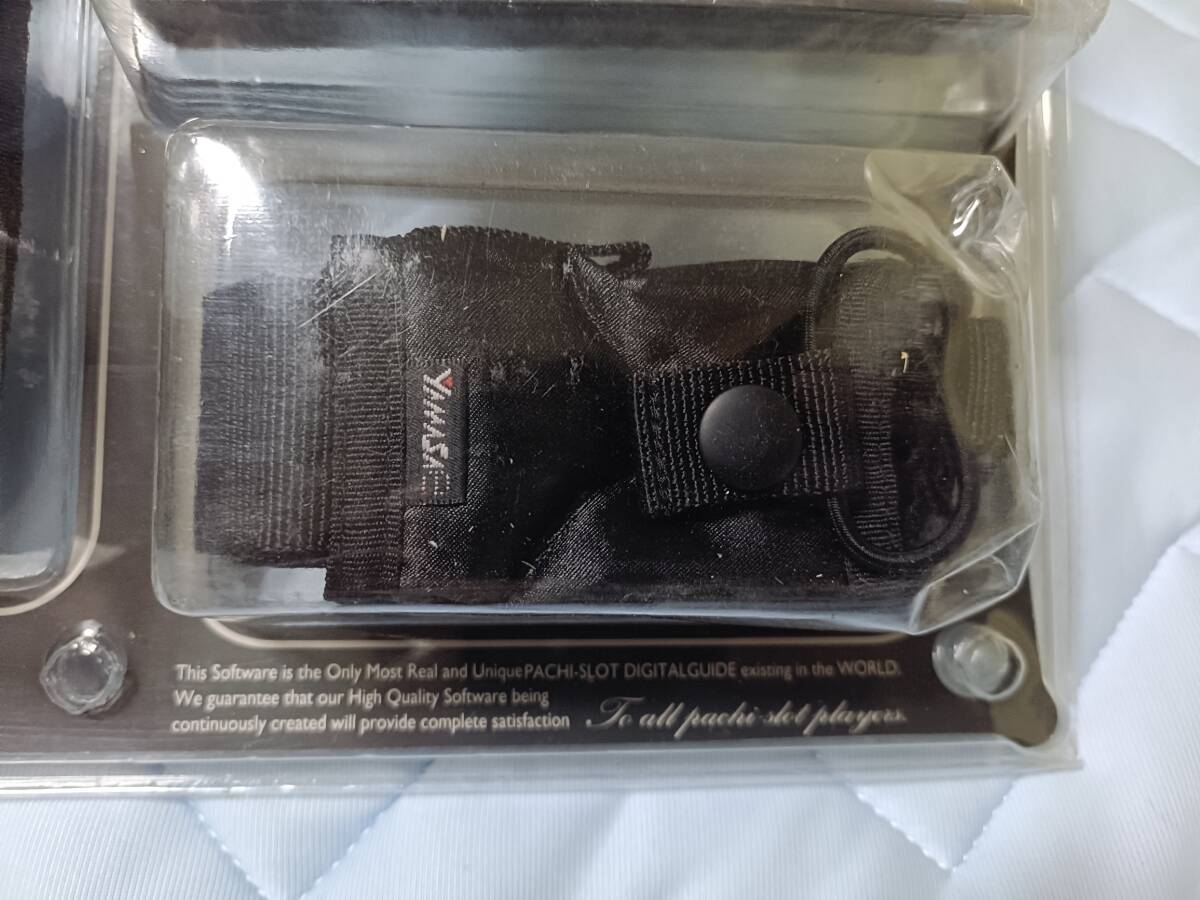 YAMASA
This Software is the Only Most Real and Unique PACHI-SLOT DIGITALGUIDE existing in the WORLD.
We guarantee that our High Quality Software being
continuously created will provide complete satisfaction
To all pachi-slot players.